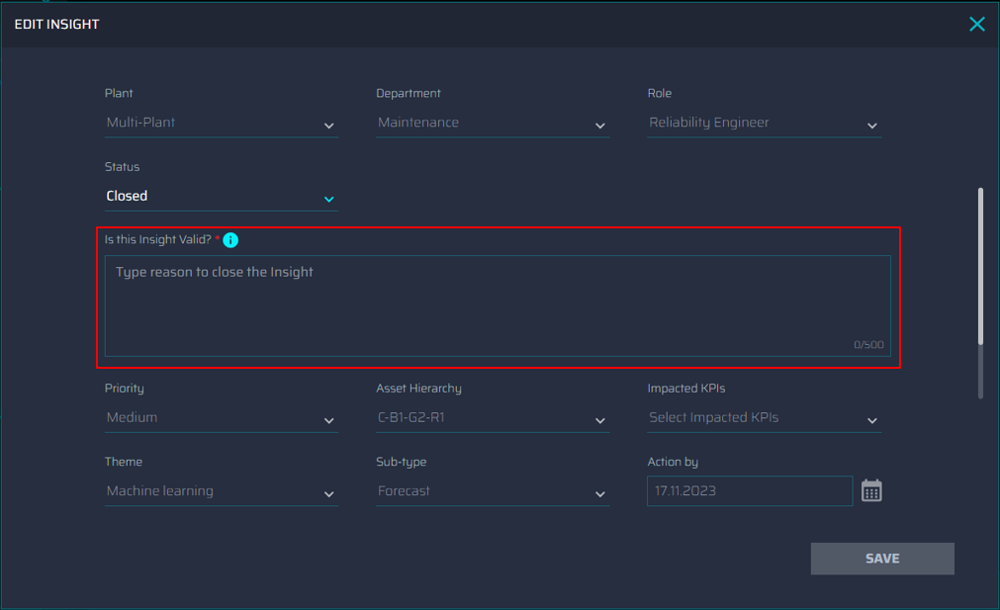 EDIT INSIGHT
Plant Department Role
Multi-Plant Maintenance Reliability Engineer
Status
Closed
Is this Insight Valid? * i
Type reason to close the Insight
0/500
Priority Asset Hierarchy Impacted KPIs
Medium C-B1-G2-R1 Select Impacted KPIs
Theme Sub-type Action by
Machine learning Forecast 17.11.2023
SAVE